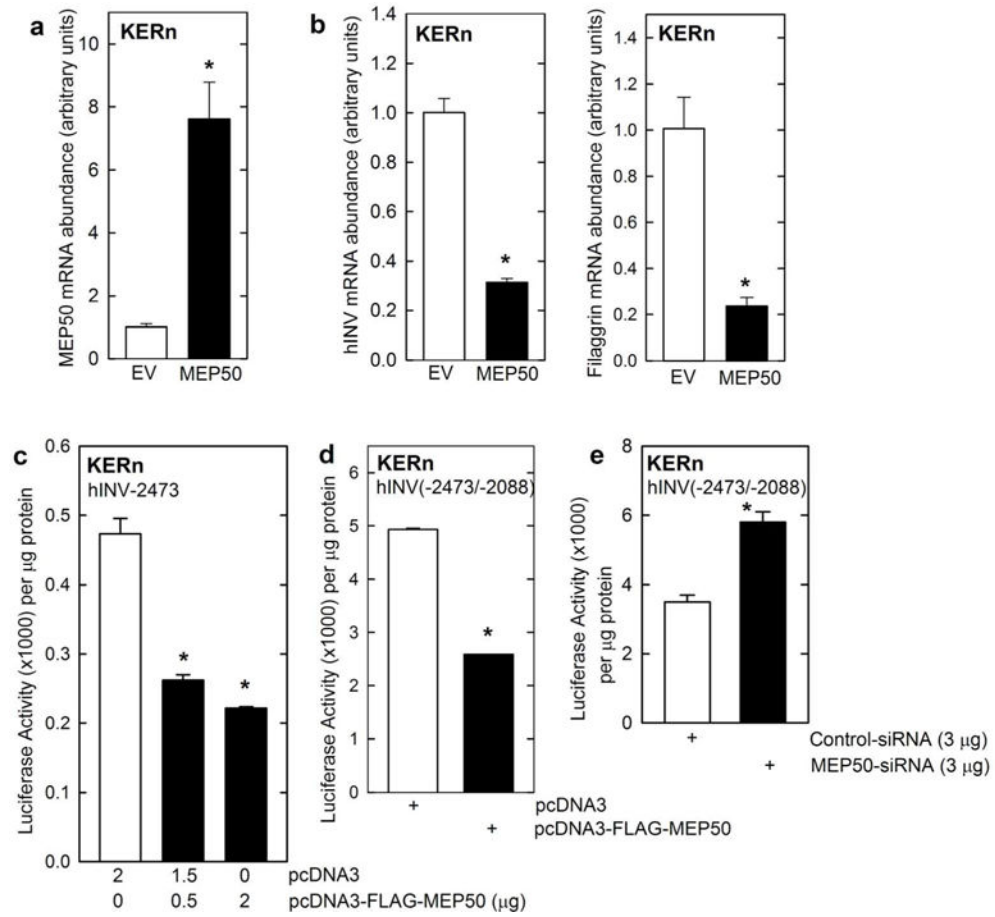 a
KERn
MEP50 mRNA abundance (arbitrary units)
10
8
6
4
2
0
*
EV MEP50
b
KERn
hINV mRNA abundance (arbitrary units)
1.4
1.2
1.0
0.8
0.6
0.4
0.2
0.0
*
EV MEP50
KERn
Filaggrin mRNA abundance (arbitrary units)
1.4
1.2
1.0
0.8
0.6
0.4
0.2
0.0
*
EV MEP50
c
KERn
hINV-2473
Luciferase Activity (x1000) per μg protein
0.6
0.5
0.4
0.3
0.2
0.1
0.0
* *
2 1.5 0 pcDNA3
0 0.5 2 pcDNA3-FLAG-MEP50 (μg)
d
KERn
hINV(-2473/-2088)
Luciferase Activity (x1000) per μg protein
6
5
4
3
2
1
0
*
+ pcDNA3
+ pcDNA3-FLAG-MEP50
e
KERn
hINV(-2473/-2088)
Luciferase Activity (x1000)
per μg protein
8
6
4
2
0
*
+ Control-siRNA (3 μg)
+ MEP50-siRNA (3 μg)